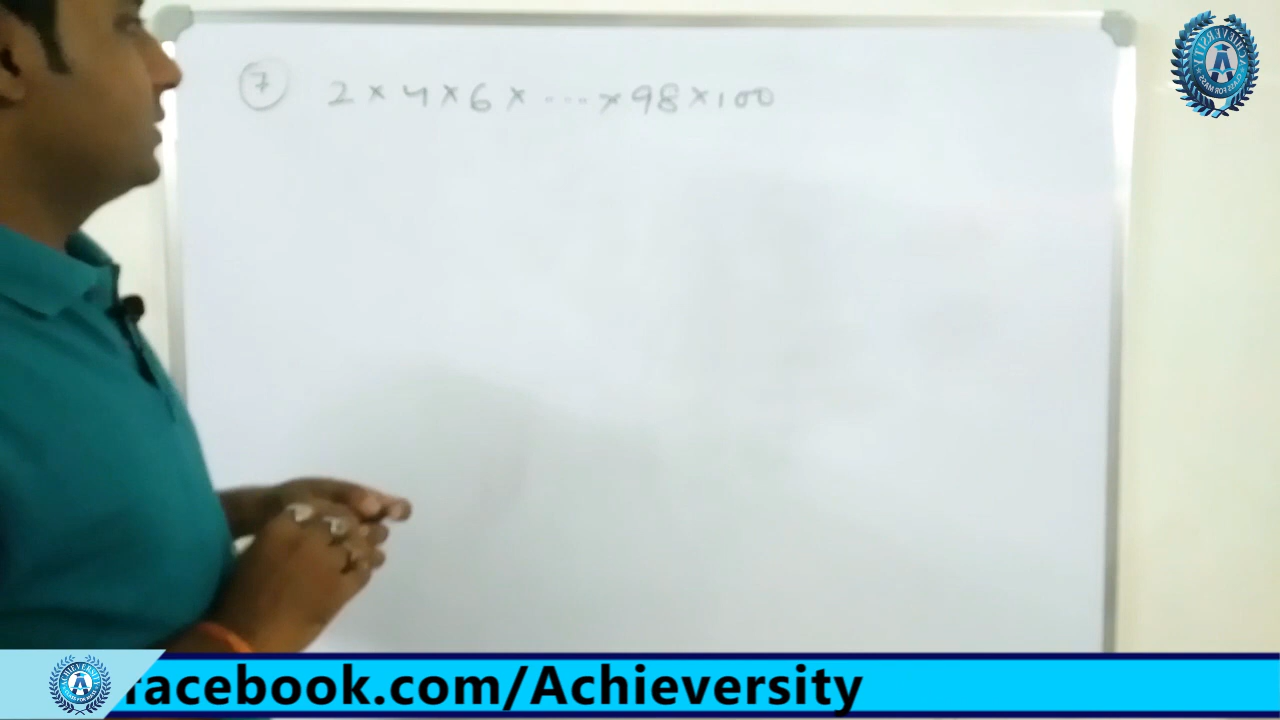 7 2 × 4 × 6 × .... × 98 × 100
facebook.com/Achieversity